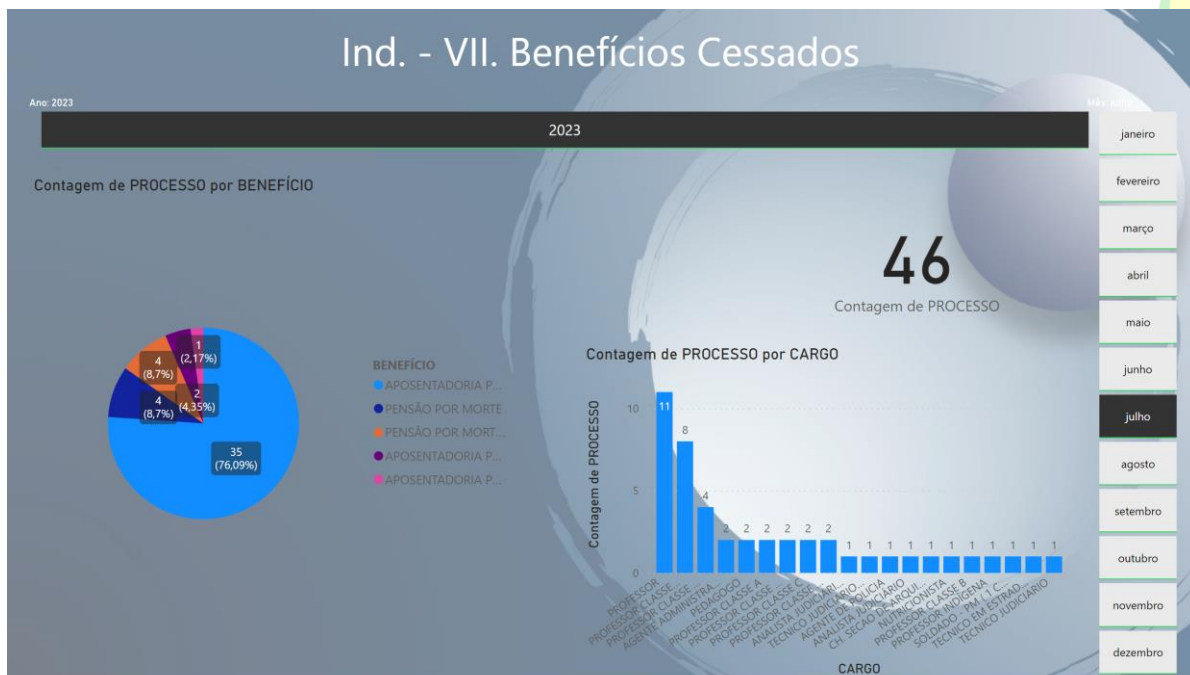 Ind. - VII. Benefícios Cessados
Ano: 2023
2023
janeiro
fevereiro
março
abril
maio
junho
julho
agosto
setembro
outubro
novembro
dezembro
Contagem de PROCESSO por BENEFÍCIO
46
Contagem de PROCESSO
1
(2,17%)
4
(8,7%)
2
(4,35%)
4
(8,7%)
35
(76,09%)
BENEFÍCIO
APOSENTADORIA P...
PENSÃO POR MORTE
PENSÃO POR MORT...
APOSENTADORIA P...
APOSENTADORIA P...
Contagem de PROCESSO por CARGO
Contagem de PROCESSO
10
5
0
11
8
4
2
2
2
2
2
2
1
1
1
1
1
1
1
1
1
1
1
PROFESSOR
PROFESSOR CLASSE...
PROFESSOR CLASSE ...
AGENTE ADMINISTRA...
PEDAGOGO
PROFESSOR CLASSE A
PROFESSOR CLASSE ...
PROFESSOR CLASSE C
PROFESSOR CLASSE...
ANALISTA JUDICIÁRI...
TECNICO JUDICIÁRIO...
AGENTE DE POLICIA
ANALISTA JUDICIÁRIO
CH. SECAO DE ARQUI...
NUTRICIONISTA
PROFESSOR CLASSE B
PROFESSOR INDÍGENA
SOLDADO - PM ( 1 C...
TECNICO EM ESTRAD...
TECNICO JUDICIARIO
CARGO